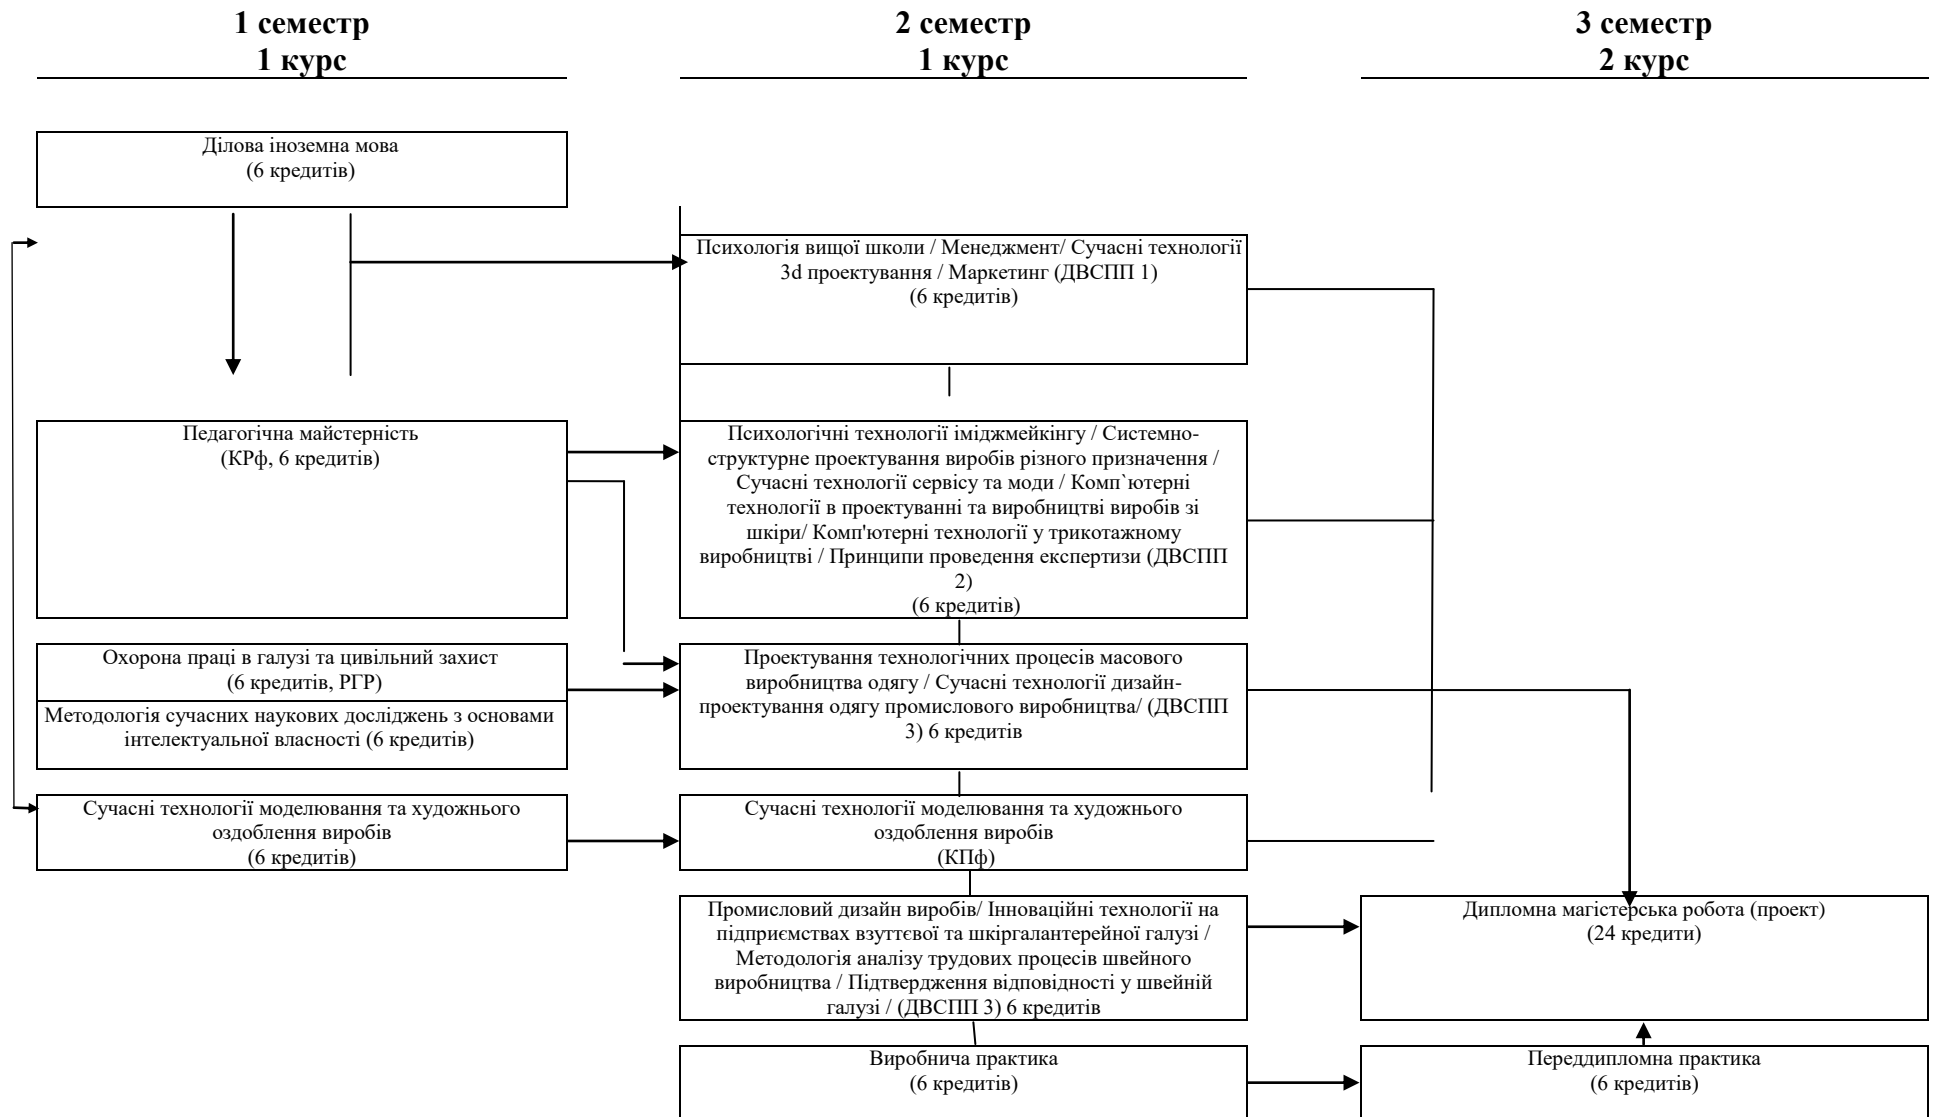 1 семестр
1 курс
2 семестр
1 курс
3 семестр
2 курс
Ділова іноземна мова
(6 кредитів)
Психологія вищої школи / Менеджмент/ Сучасні технології
3d проектування / Маркетинг (ДВСПП 1)
(6 кредитів)
Педагогічна майстерність
(КРф, 6 кредитів)
Психологічні технології іміджмейкінгу / Системно-
структурне проектування виробів різного призначення /
Сучасні технології сервісу та моди / Комп`ютерні
технології в проектуванні та виробництві виробів зі
шкіри/ Комп'ютерні технології у трикотажному
виробництві / Принципи проведення експертизи (ДВСПП
2)
(6 кредитів)
Охорона праці в галузі та цивільний захист
(6 кредитів, РГР)
Методологія сучасних наукових досліджень з основами
інтелектуальної власності (6 кредитів)
Проектування технологічних процесів масового
виробництва одягу / Сучасні технології дизайн-
проектування одягу промислового виробництва/ (ДВСПП
3) 6 кредитів
Сучасні технології моделювання та художнього
оздоблення виробів
(6 кредитів)
Сучасні технології моделювання та художнього
оздоблення виробів
(КПф)
Промисловий дизайн виробів/ Інноваційні технології на
підприємствах взуттєвої та шкіргалантерейної галузі /
Методологія аналізу трудових процесів швейного
виробництва / Підтвердження відповідності у швейній
галузі / (ДВСПП 3) 6 кредитів
Дипломна магістерська робота (проект)
(24 кредити)
Виробнича практика
(6 кредитів)
Переддипломна практика
(6 кредитів)